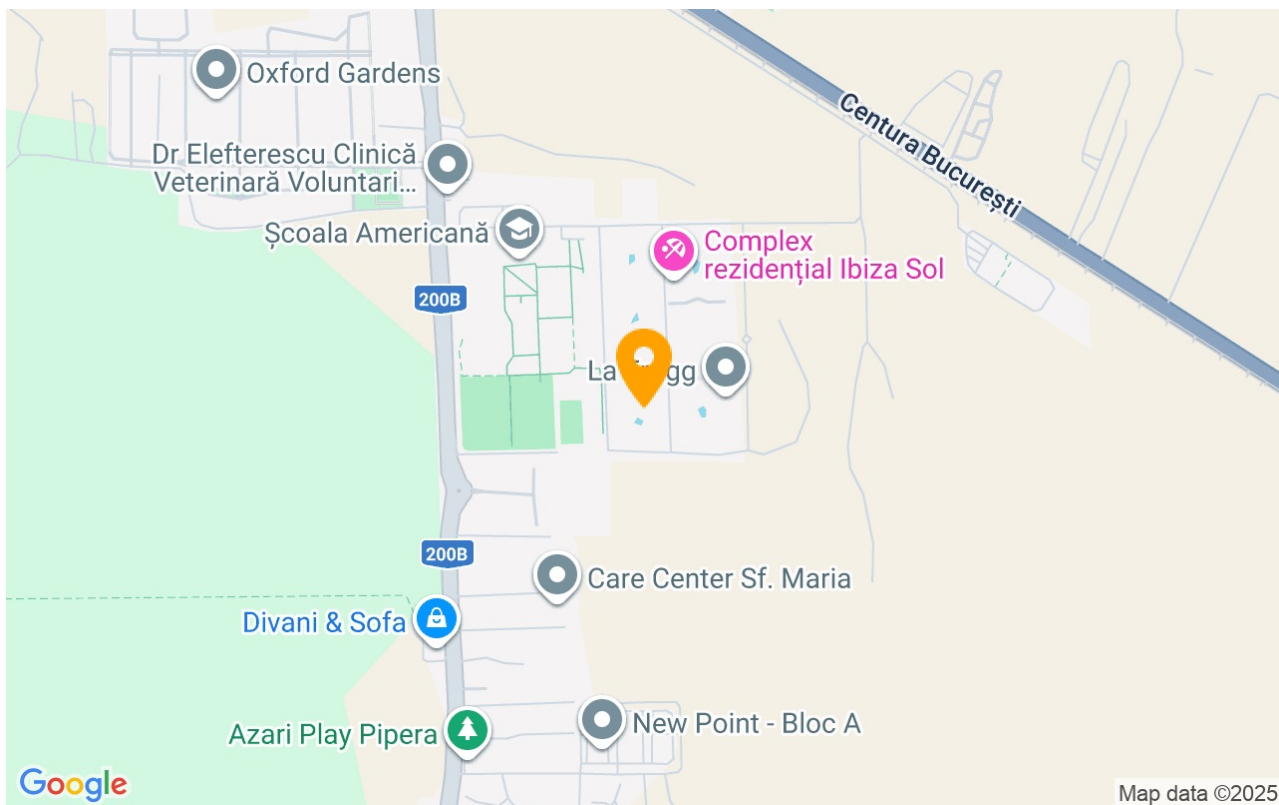 Oxford Gardens
Centura București
Dr Elefterescu Clinică
Veterinară Voluntari...
Școala Americană
Complex
rezidențial Ibiza Sol
200B
La
200B
Care Center Sf. Maria
Divani & Sofa
New Point - Bloc A
Azari Play Pipera
Google
Map data ©2025